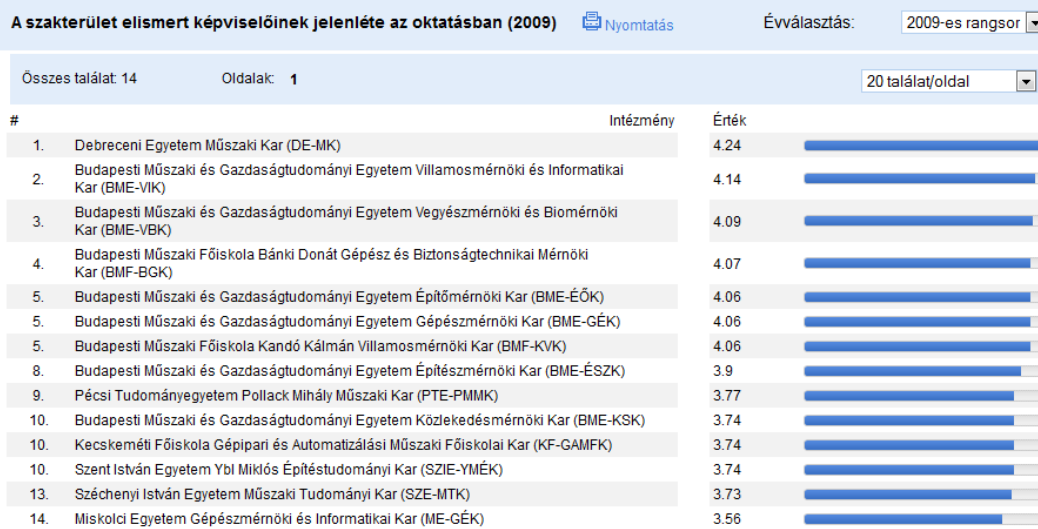 A szakterület elismert képviselőinek jelenléte az oktatásban (2009) Nyomtatás Évválasztás: 2009-es rangsor
Összes találat: 14 Oldalak: 1 20 találat/oldal
# Intézmény Érték
1. Debreceni Egyetem Műszaki Kar (DE-MK) 4.24
2. Budapesti Műszaki és Gazdaságtudományi Egyetem Villamosmérnöki és Informatikai
Kar (BME-VIK) 4.14
3. Budapesti Műszaki és Gazdaságtudományi Egyetem Vegyészmérnöki és Biomérnöki
Kar (BME-VBK) 4.09
4. Budapesti Műszaki Főiskola Bánki Donát Gépész és Biztonságtechnikai Mérnöki
Kar (BMF-BGK) 4.07
5. Budapesti Műszaki és Gazdaságtudományi Egyetem Építőmérnöki Kar (BME-ÉŐK) 4.06
5. Budapesti Műszaki és Gazdaságtudományi Egyetem Gépészmérnöki Kar (BME-GÉK) 4.06
5. Budapesti Műszaki Főiskola Kandó Kálmán Villamosmérnöki Kar (BMF-KVK) 4.06
8. Budapesti Műszaki és Gazdaságtudományi Egyetem Építészmérnöki Kar (BME-ÉSZK) 3.9
9. Pécsi Tudományegyetem Pollack Mihály Műszaki Kar (PTE-PMMK) 3.77
10. Budapesti Műszaki és Gazdaságtudományi Egyetem Közlekedésmérnöki Kar (BME-KSK) 3.74
10. Kecskeméti Főiskola Gépipari és Automatizálási Műszaki Főiskolai Kar (KF-GAMFK) 3.74
10. Szent István Egyetem Ybl Miklós Építéstudományi Kar (SZIE-YMÉK) 3.74
13. Széchenyi István Egyetem Műszaki Tudományi Kar (SZE-MTK) 3.73
14. Miskolci Egyetem Gépészmérnöki és Informatikai Kar (ME-GÉK) 3.56